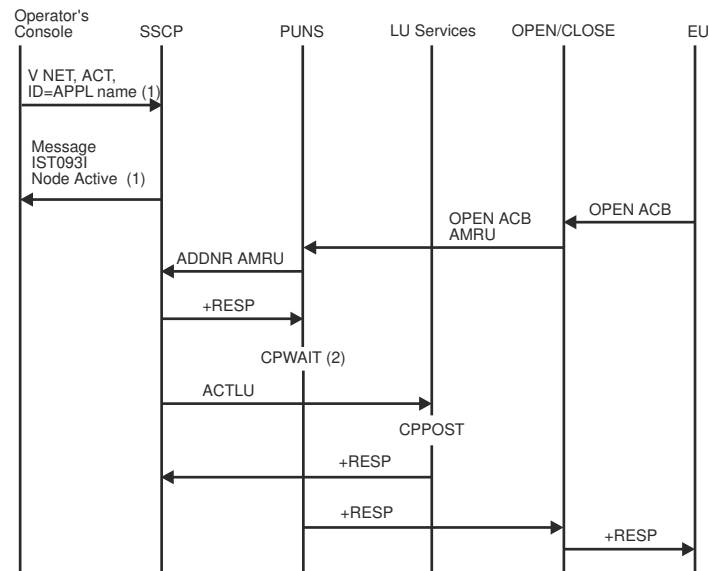 Operator's
Console
SSCP
PUNS
LU Services
OPEN/CLOSE
EU
V NET, ACT,
ID=APPL name (1)
Message
IST093I
Node Active (1)
OPEN ACB
OPEN ACB
AMRU
ADDNR AMRU
+RESP
CPWAIT (2)
ACTLU
CPPOST
+RESP
+RESP
+RESP